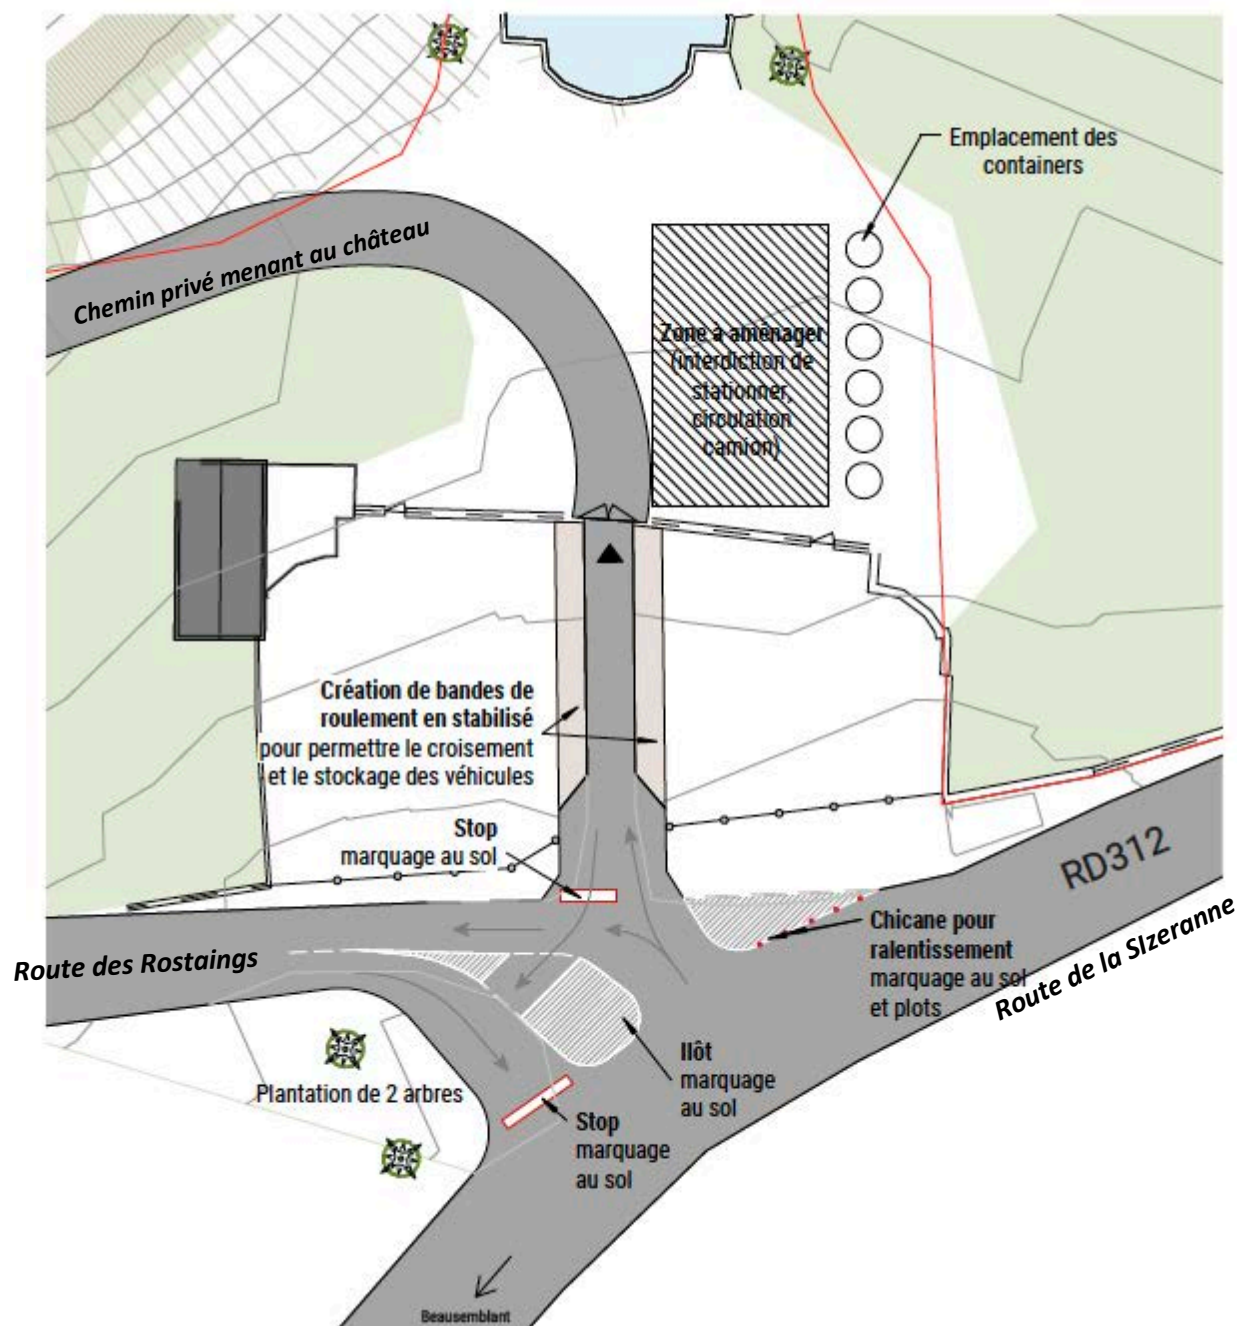 Emplacement des
containers
Chemin privé menant au château
Zone à aménager
(interdiction de
stationner,
circulation
camion)
Création de bandes de
roulement en stabilisé
pour permettre le croisement
et le stockage des véhicules
Stop
marquage au sol
RD312
Chicane pour
ralentissement
marquage au sol
et plots
Route de la SIzeranne
Route des Rostaings
Ilôt
marquage
au sol
Plantation de 2 arbres
Stop
marquage
au sol
Beausemblant